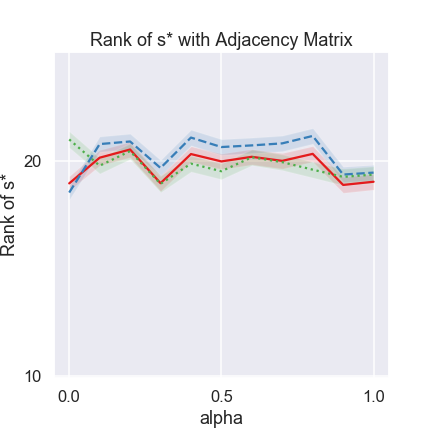 Rank of s* with Adjacency Matrix
Rank of s*
20
10
0.0 0.5 1.0
alpha